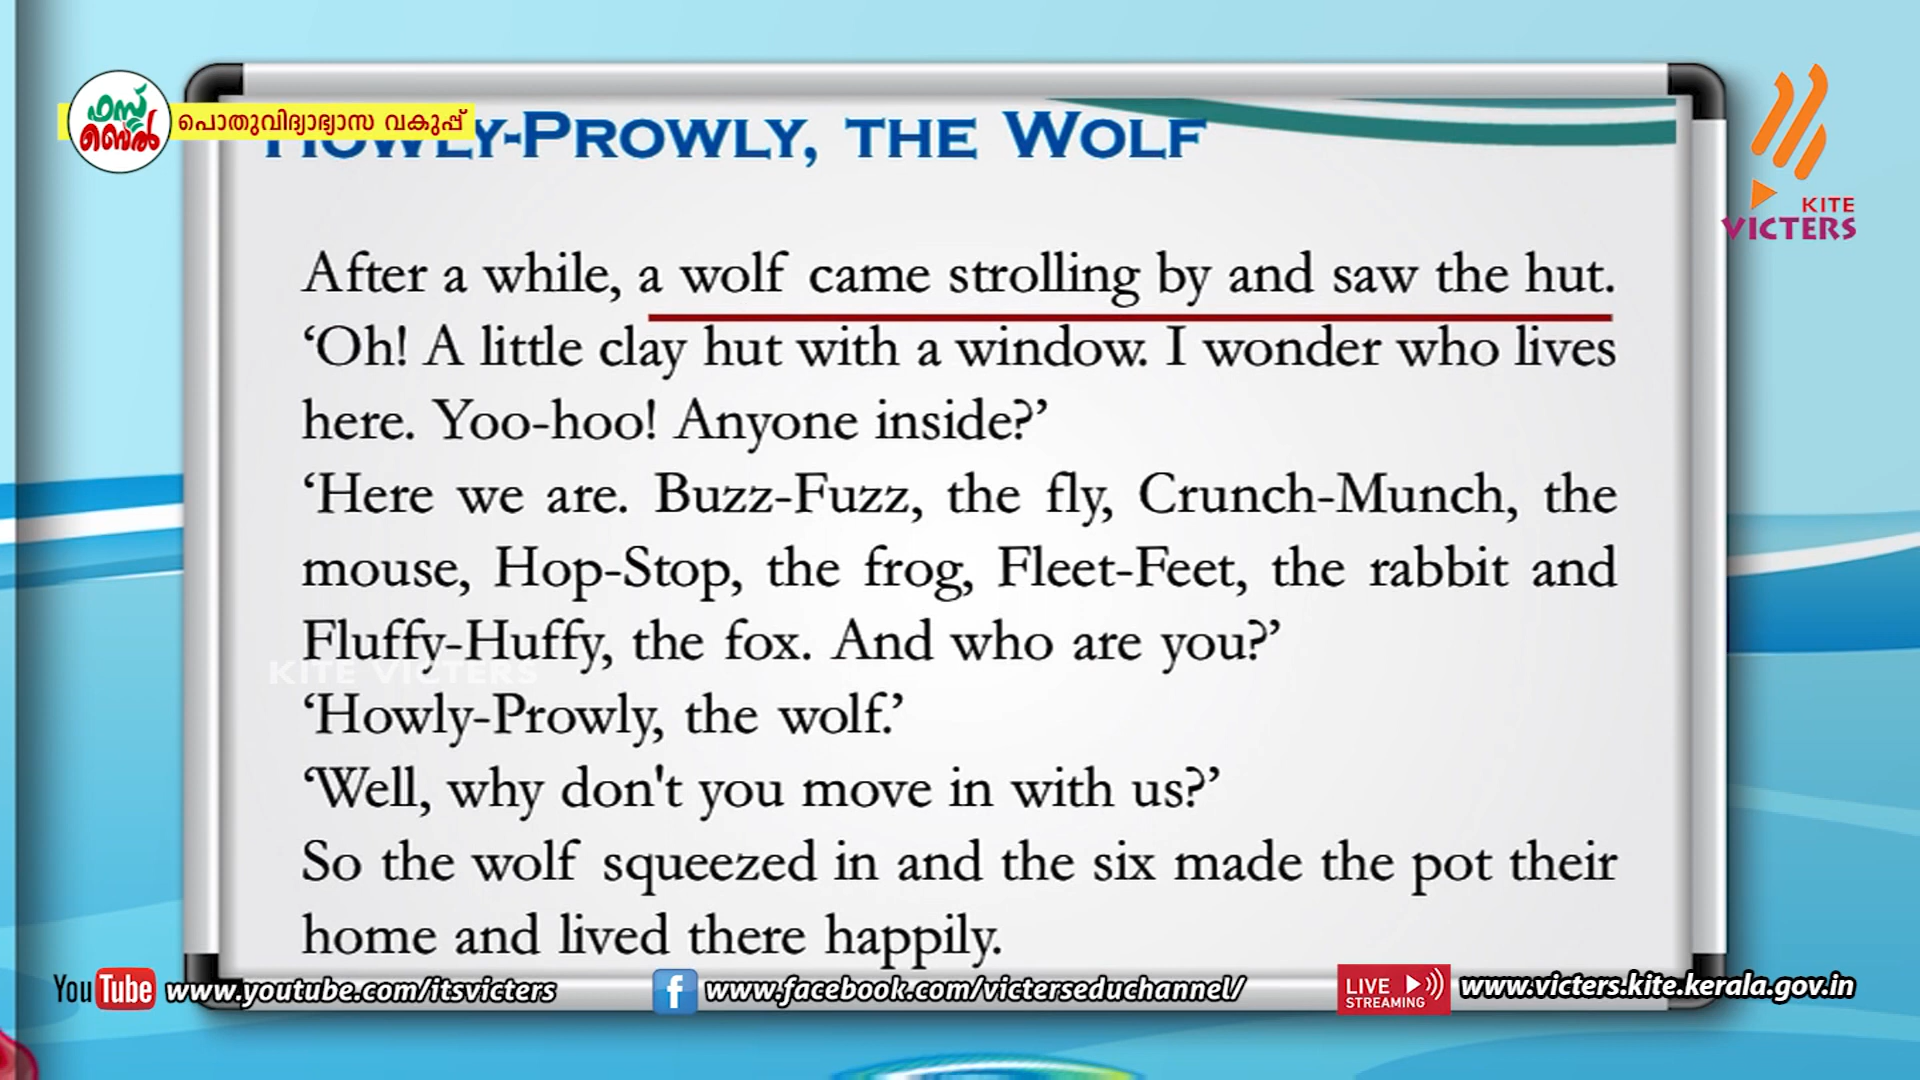 ഫസ്റ്റ്
ബെൽ
പൊതുവിദ്യാഭ്യാസ വകുപ്പ്
HOWLY-PROWLY, THE WOLF
KITE
VICTERS
After a while, a wolf came strolling by and saw the hut.
‘Oh! A little clay hut with a window. I wonder who lives
here. Yoo-hoo! Anyone inside?’
‘Here we are. Buzz-Fuzz, the fly, Crunch-Munch, the
mouse, Hop-Stop, the frog, Fleet-Feet, the rabbit and
Fluffy-Huffy, the fox. And who are you?’
KITE VICTERS
‘Howly-Prowly, the wolf.’
‘Well, why don't you move in with us?’
So the wolf squeezed in and the six made the pot their
home and lived there happily.
YouTube www.youtube.com/itsvicters
f www.facebook.com/victerseduchannel/
LIVE STREAMING www.victers.kite.kerala.gov.in